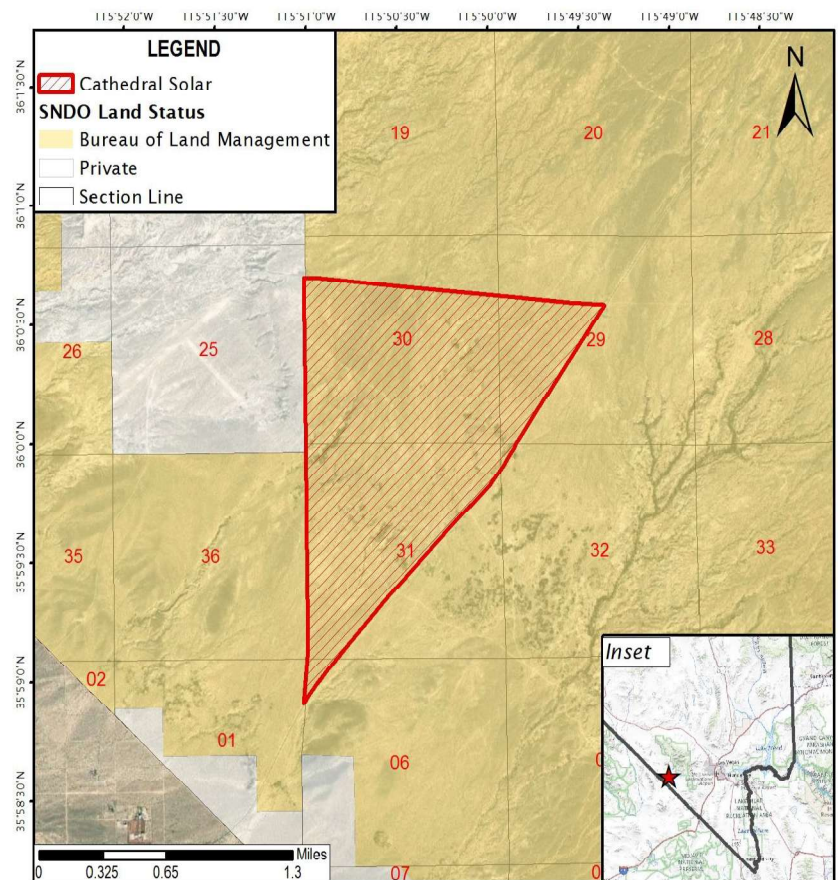 115°52'0"W 115°51'30"W 115°51'0"W 115°50'30"W 115°50'0"W 115°49'30"W 115°49'0"W 115°48'30"W
LEGEND
Cathedral Solar
SNDO Land Status
Bureau of Land Management
Private
Section Line
N
36°1'30"N
36°1'0"N
36°0'30"N
36°0'0"N
35°59'30"N
35°59'0"N
35°58'30"N
19 20 21
26 25 30 29 28
35 36 31 32 33
02 01 06
07
Inset
0 0.325 0.65 1.3 Miles